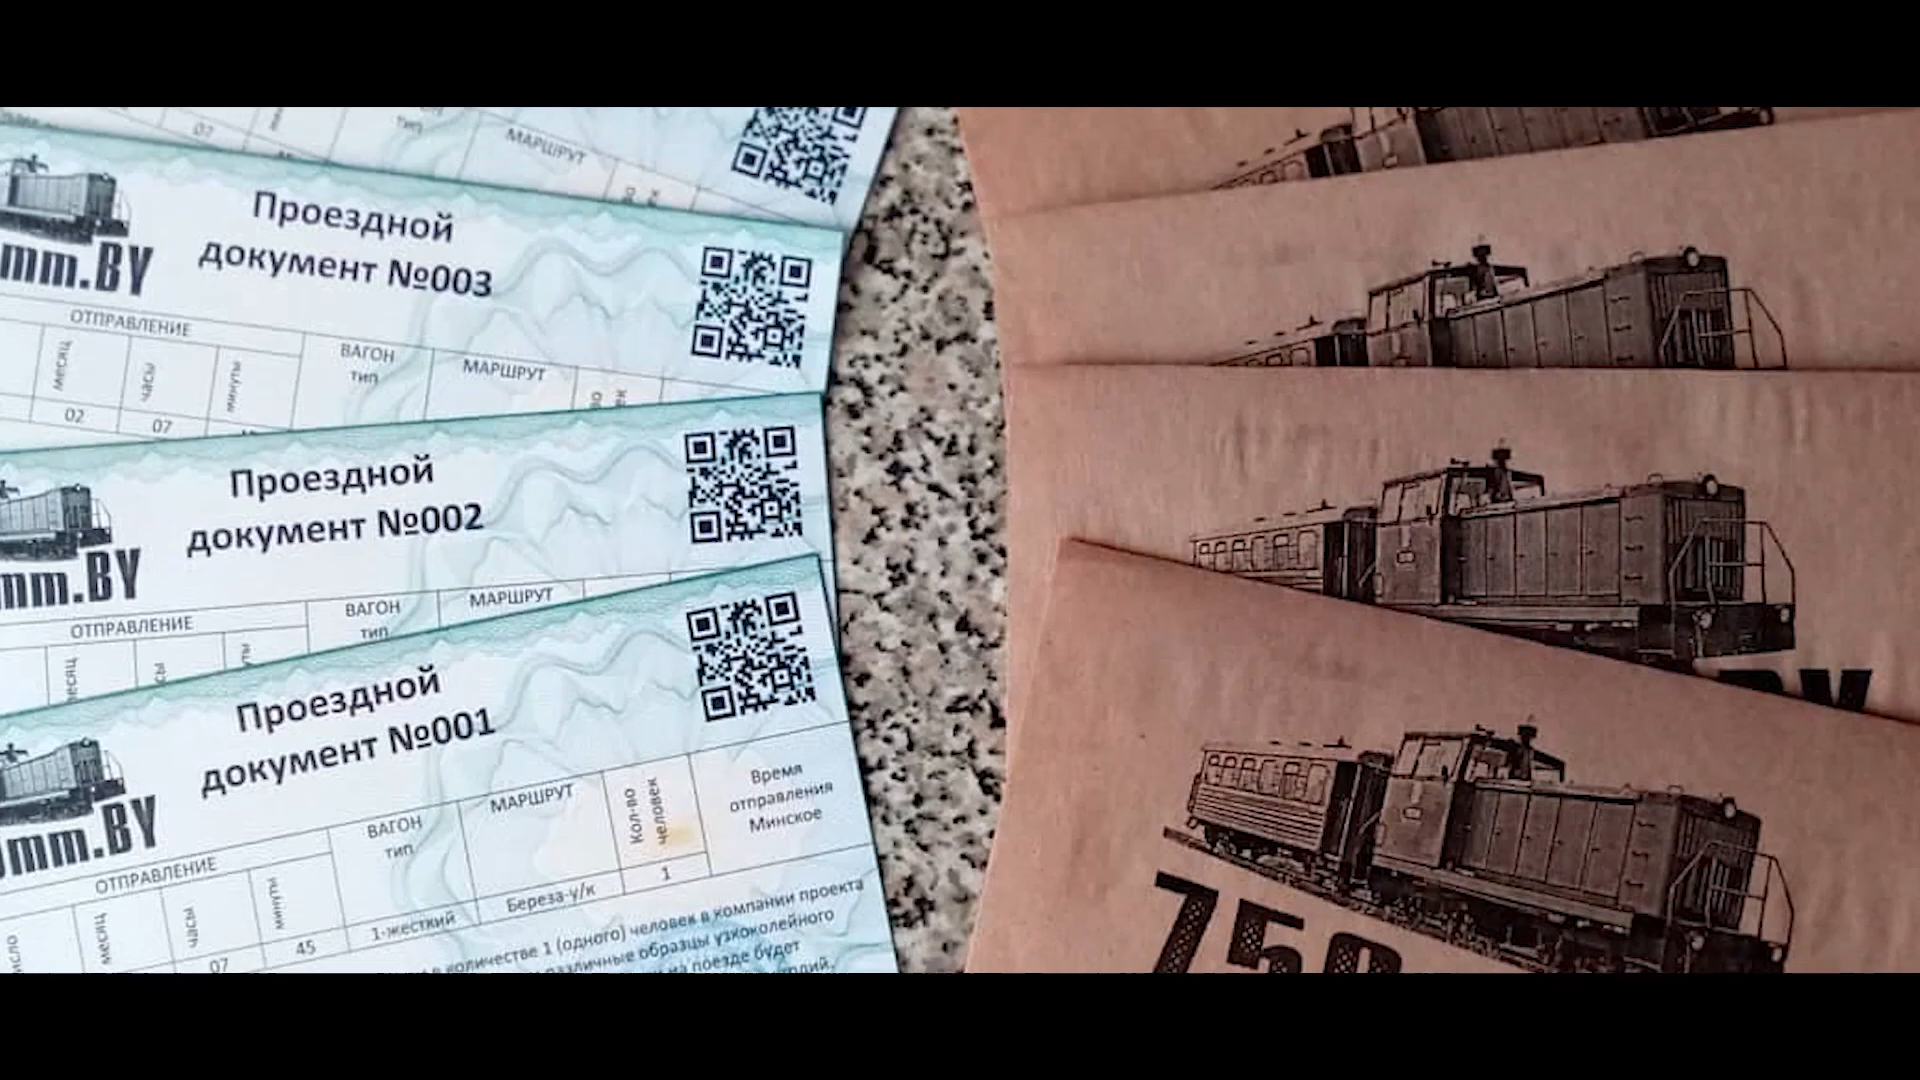 07
тип
МАРШРУТ
Проездной
документ №003
mm.BY
ОТПРАВЛЕНИЕ
месяц
часы
минуты
ВАГОН
тип
МАРШРУТ
02
07
Проездной
документ №002
mm.BY
ОТПРАВЛЕНИЕ
ВАГОН
тип
МАРШРУТ
Проездной
документ №001
mm.BY
ОТПРАВЛЕНИЕ
месяц
часы
минуты
ВАГОН
тип
МАРШРУТ
Кол-во
человек
Время
отправления
Минское
07
45
1-жесткий
Береза-у/к
1
количестве 1 (одного) человек в компании проекта
различные образцы узкоколейного
на поезде будет
750